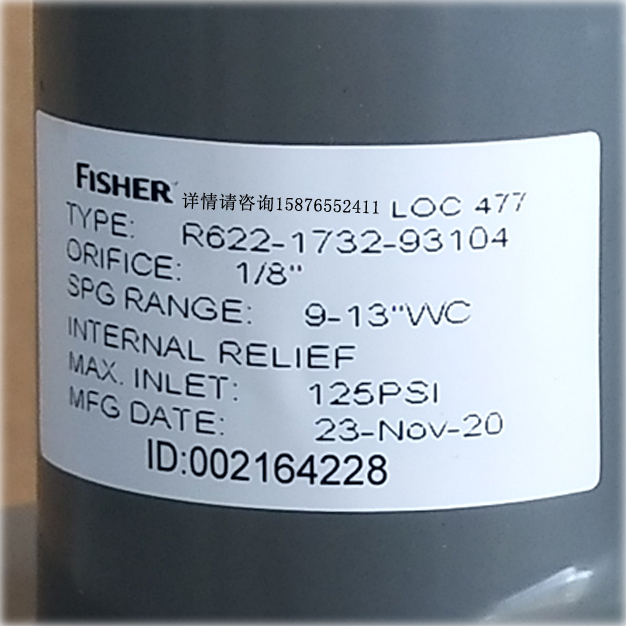 FISHER 详情请咨询15876552411 LOC 477
TYPE: R622-1732-93104
ORIFICE: 1/8"
SPG RANGE: 9-13"WC
INTERNAL RELIEF
MAX. INLET: 125PSI
MFG DATE: 23-Nov-20
ID:002164228